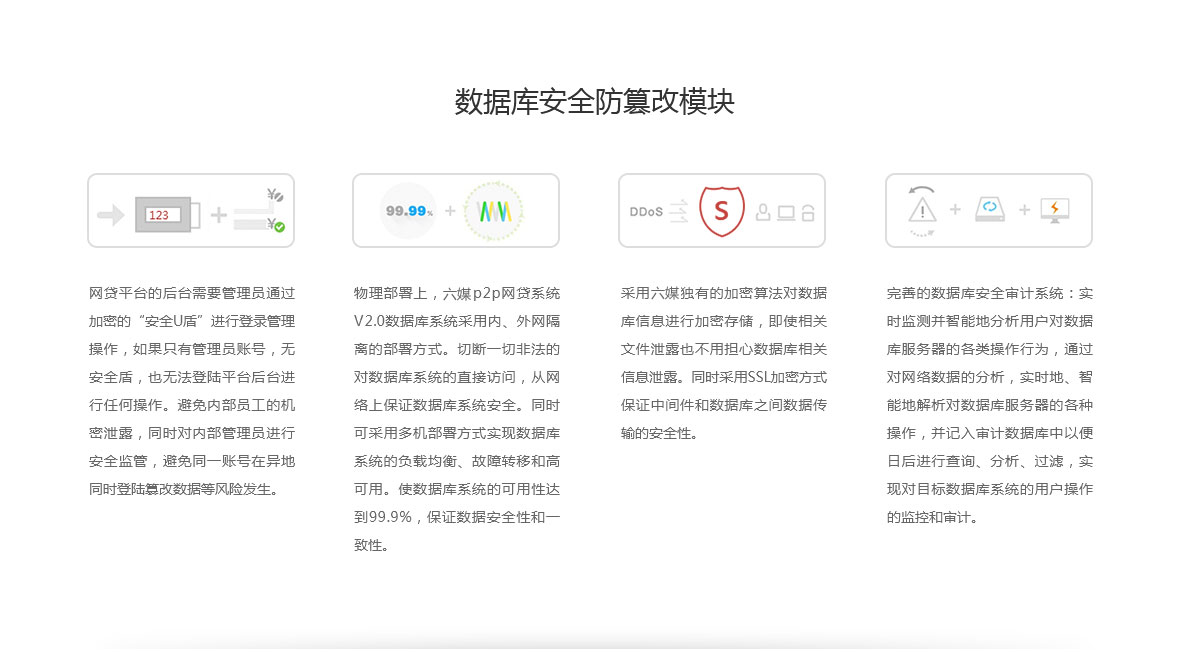 数据库安全防篡改模块
123
99.99%
DDoS
S
网贷平台的后台需要管理员通过
加密的“安全U盾”进行登录管理
操作，如果只有管理员账号，无
安全盾，也无法登陆平台后台进
行任何操作。避免内部员工的机
密泄露，同时对内部管理员进行
安全监管，避免同一账号在异地
同时登陆篡改数据等风险发生。
物理部署上，六媒p2p网贷系统
V2.0数据库系统采用内、外网隔
离的部署方式。切断一切非法的
对数据库系统的直接访问，从网
络上保证数据库系统安全。同时
可采用多机部署方式实现数据库
系统的负载均衡、故障转移和高
可用。使数据库系统的可用性达
到99.9%，保证数据安全性和一
致性。
采用六媒独有的加密算法对数据
库信息进行加密存储，即使相关
文件泄露也不用担心数据库相关
信息泄露。同时采用SSL加密方式
保证中间件和数据库之间数据传
输的安全性。
完善的数据库安全审计系统：实
时监测并智能地分析用户对数据
库服务器的各类操作行为，通过
对网络数据的分析，实时地、智
能地解析对数据库服务器的各种
操作，并记入审计数据库中以便
日后进行查询、分析、过滤，实
现对目标数据库系统的用户操作
的监控和审计。